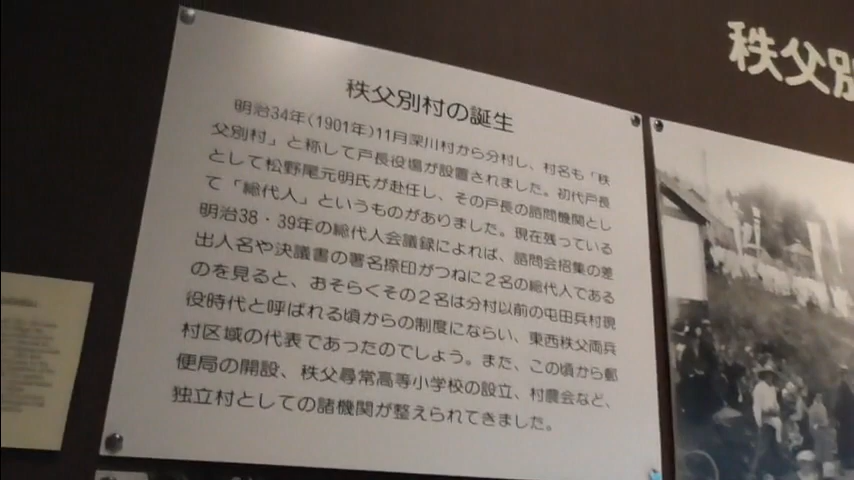 秩父別村の誕生
明治34年(1901年)11月深川村から分村し、村名も「秩
父別村」と称して戸長役場が設置されました。初代戸長
として松野尾元明氏が赴任し、その戸長の諮問機関とし
て「総代人」というものがありました。現在残っている
明治38・39年の総代人会議録によれば、諮問会招集の差
出人名や決議書の署名捺印がつねに2名の総代人である
のを見ると、おそらくその2名は分村以前の屯田兵村視
役時代と呼ばれる頃からの制度にならい、東西秩父両兵
村区域の代表であったのでしょう。また、この頃から郵
便局の開設、秩父尋常高等小学校の設立、村農会など、
独立村としての諸機関が整えられてきました。
秩父別